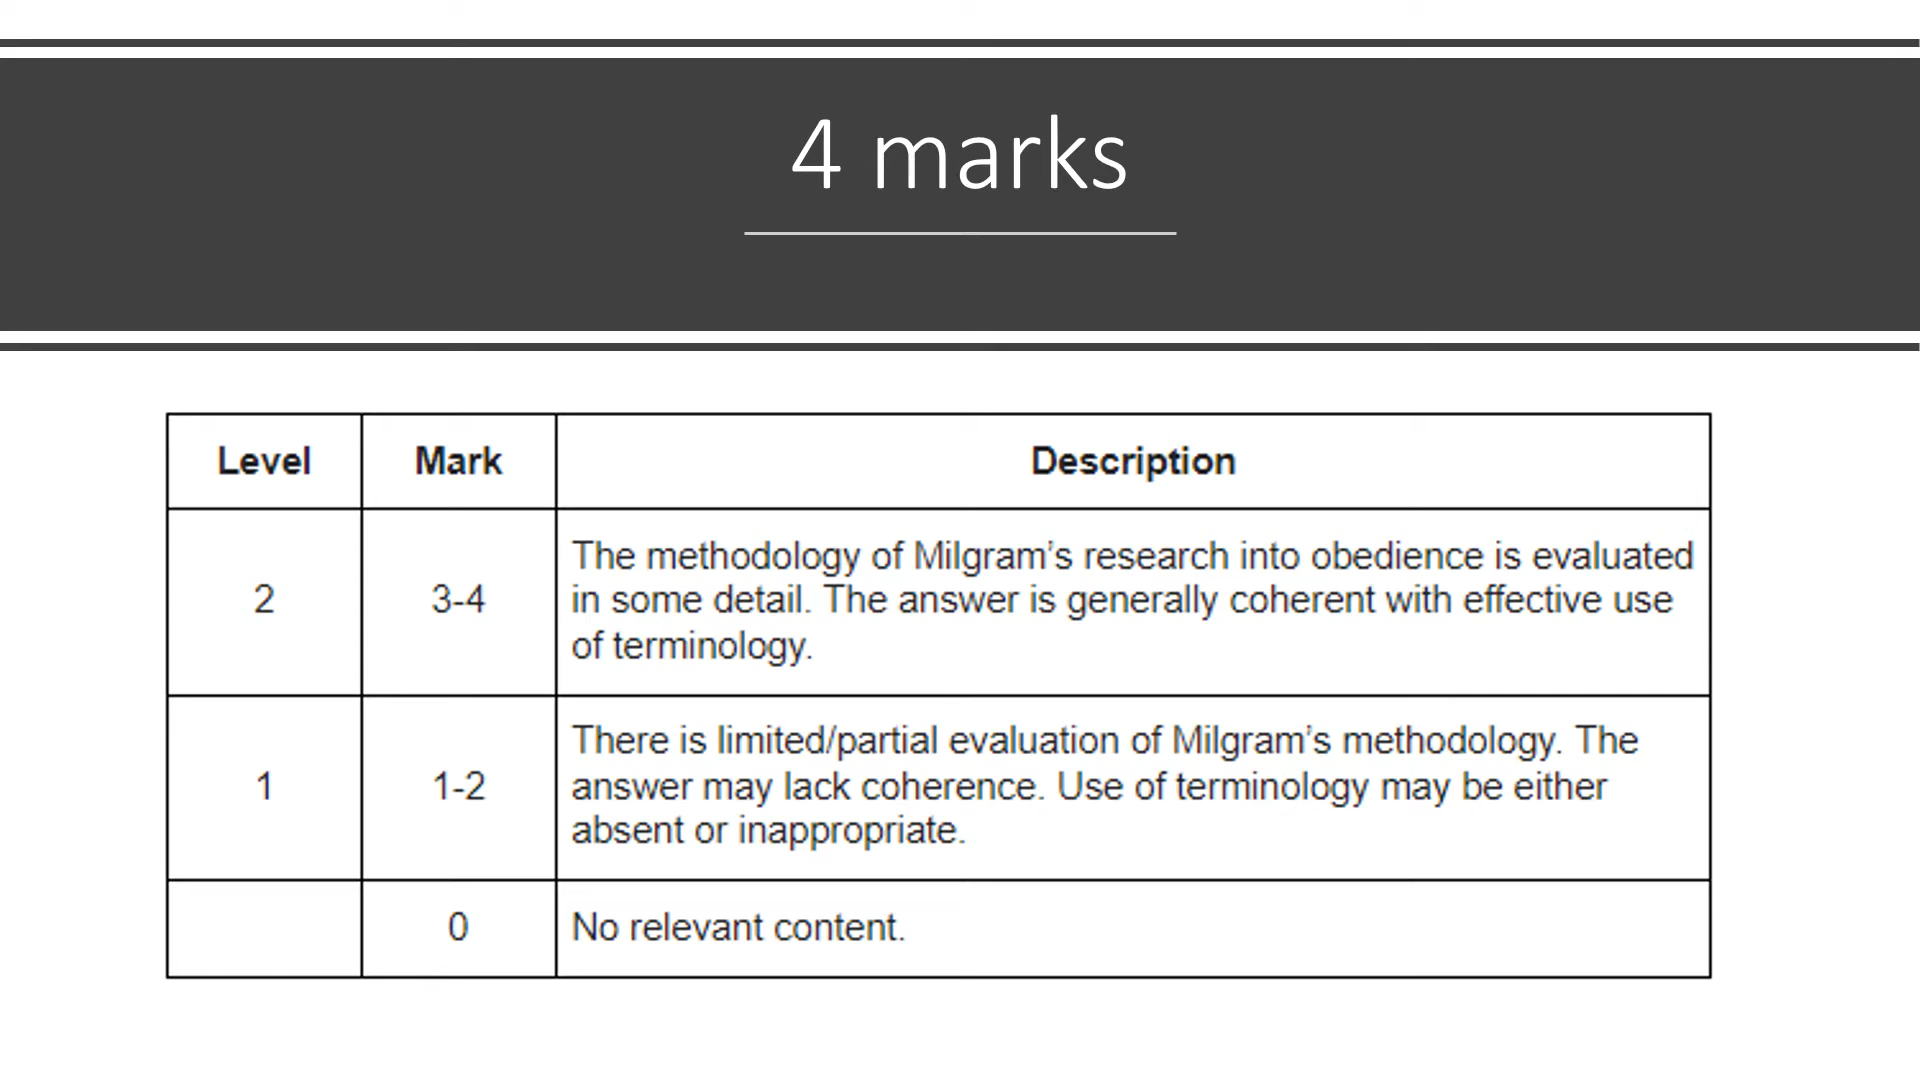 4 marks
Level Mark Description
The methodology of Milgram’s research into obedience is evaluated
2 3-4 in some detail. The answer is generally coherent with effective use
of terminology.
There is limited/partial evaluation of Milgram’s methodology. The
1 1-2 answer may lack coherence. Use of terminology may be either
absent or inappropriate.
0 No relevant content.